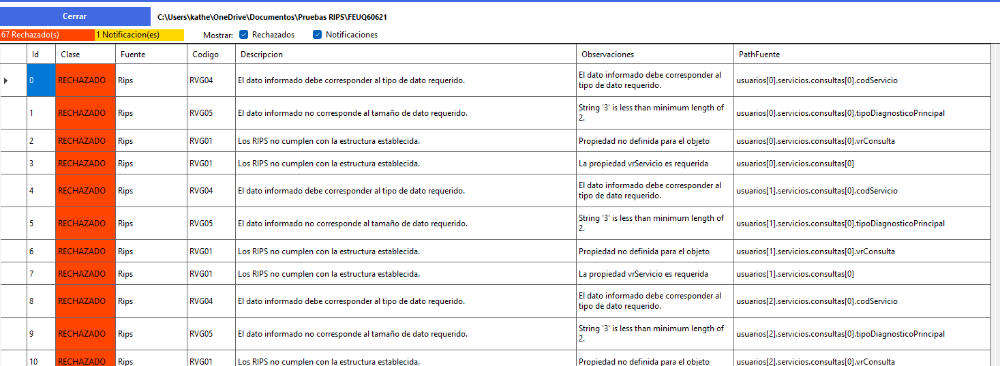 Cerrar C:\Users\kathe\OneDrive\Documentos\Pruebas RIPS\FEUQ60621
67 Rechazado(s) 1 Notificacion(es) Mostrar: Rechazados Notificaciones
Id Clase Fuente Codigo Descripcion Observaciones PathFuente
0 RECHAZADO Rips RVG04 El dato informado debe corresponder al tipo de dato requerido. El dato informado debe corresponder al
tipo de dato requerido. usuarios[0].servicios.consultas[0].codServicio
1 RECHAZADO Rips RVG05 El dato informado no corresponde al tamaño de dato requerido. String '3' is less than minimum length of
2. usuarios[0].servicios.consultas[0].tipoDiagnosticoPrincipal
2 RECHAZADO Rips RVG01 Los RIPS no cumplen con la estructura establecida. Propiedad no definida para el objeto usuarios[0].servicios.consultas[0].vrConsulta
3 RECHAZADO Rips RVG01 Los RIPS no cumplen con la estructura establecida. La propiedad vrServicio es requerida usuarios[0].servicios.consultas[0]
4 RECHAZADO Rips RVG04 El dato informado debe corresponder al tipo de dato requerido. El dato informado debe corresponder al
tipo de dato requerido. usuarios[1].servicios.consultas[0].codServicio
5 RECHAZADO Rips RVG05 El dato informado no corresponde al tamaño de dato requerido. String '3' is less than minimum length of
2. usuarios[1].servicios.consultas[0].tipoDiagnosticoPrincipal
6 RECHAZADO Rips RVG01 Los RIPS no cumplen con la estructura establecida. Propiedad no definida para el objeto usuarios[1].servicios.consultas[0].vrConsulta
7 RECHAZADO Rips RVG01 Los RIPS no cumplen con la estructura establecida. La propiedad vrServicio es requerida usuarios[1].servicios.consultas[0]
8 RECHAZADO Rips RVG04 El dato informado debe corresponder al tipo de dato requerido. El dato informado debe corresponder al
tipo de dato requerido. usuarios[2].servicios.consultas[0].codServicio
9 RECHAZADO Rips RVG05 El dato informado no corresponde al tamaño de dato requerido. String '3' is less than minimum length of
2. usuarios[2].servicios.consultas[0].tipoDiagnosticoPrincipal
10 RECHAZADO Rips RVG01 Los RIPS no cumplen con la estructura establecida. Propiedad no definida para el objeto usuarios[2].servicios.consultas[0].vrConsulta